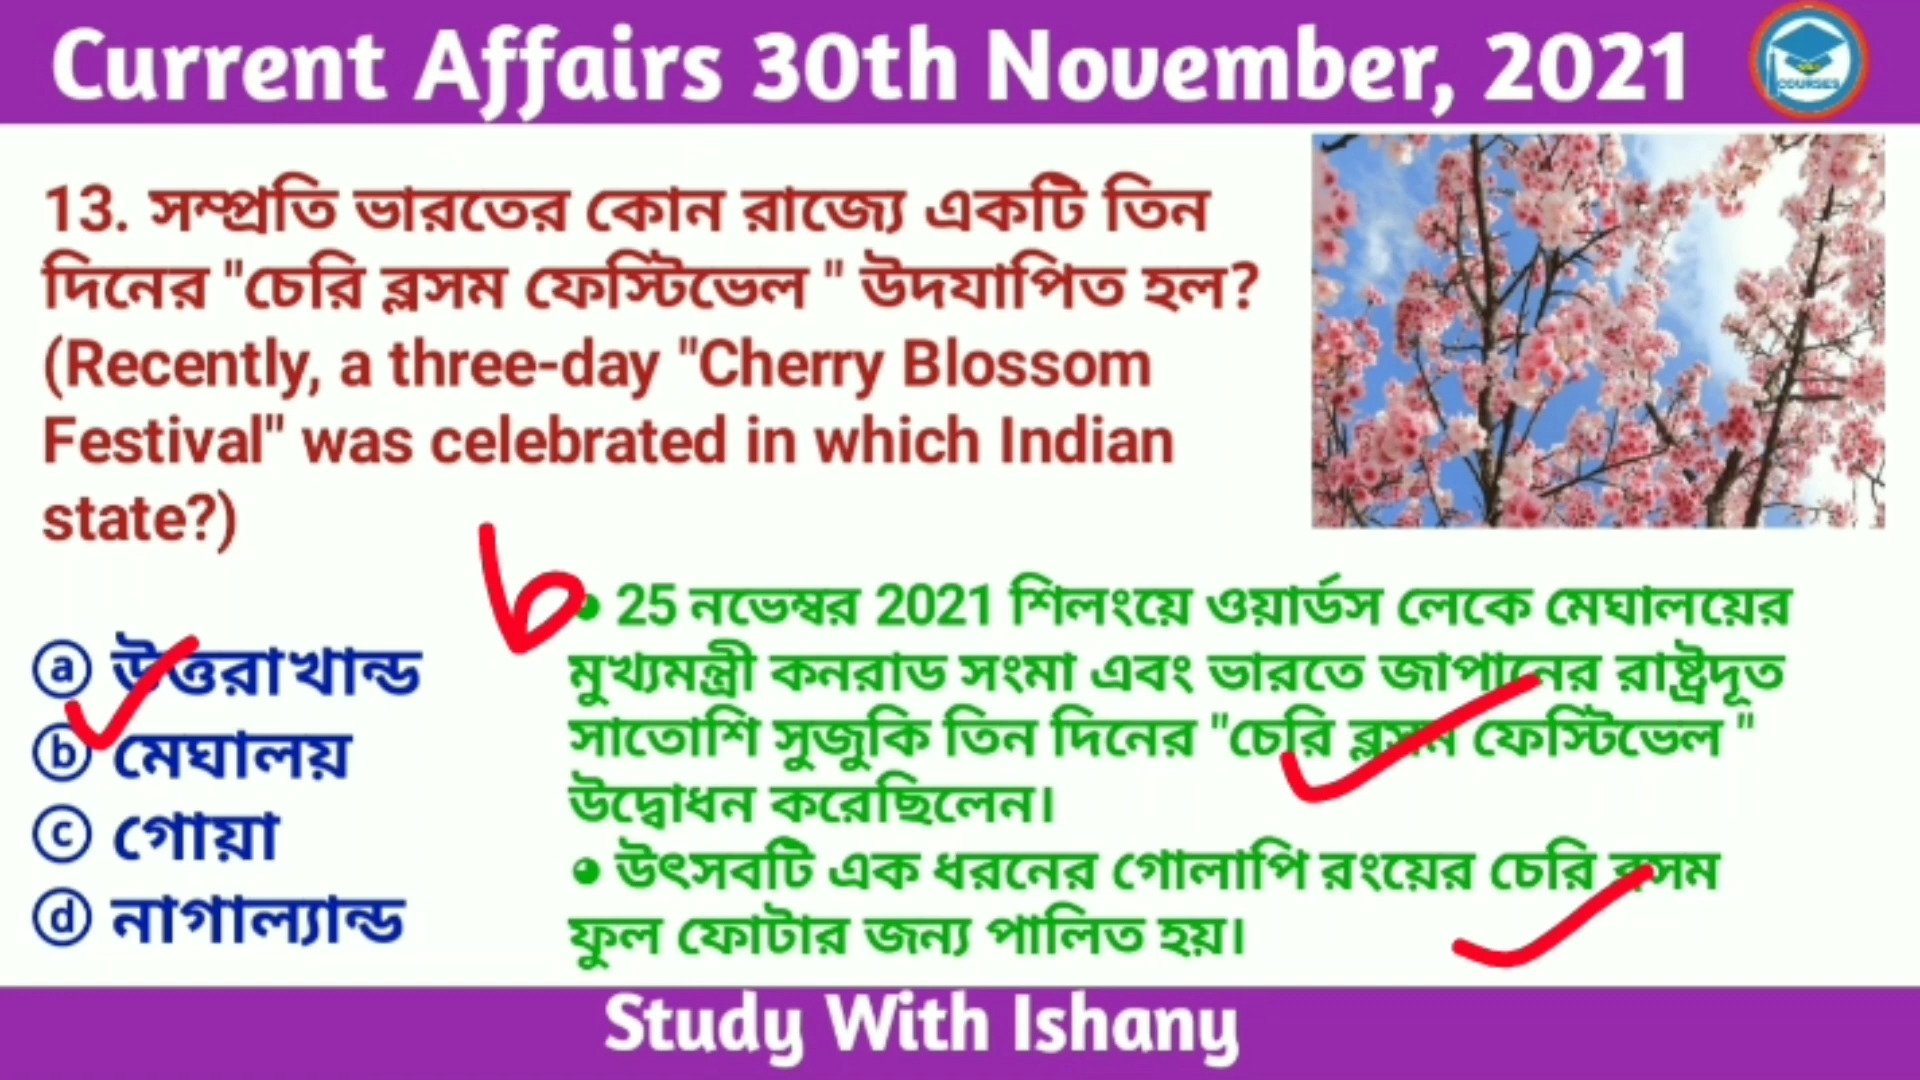 Current Affairs 30th November, 2021
COURSES
13. সম্প্রতি ভারতের কোন রাজ্যে একটি তিন
দিনের "চেরি ব্লসম ফেস্টিভেল " উদযাপিত হল?
(Recently, a three-day "Cherry Blossom
Festival" was celebrated in which Indian
state?)
b
ⓐ উত্তরাখান্ড
ⓑ মেঘালয়
ⓒ গোয়া
ⓓ নাগাল্যান্ড
• 25 নভেম্বর 2021 শিলংয়ে ওয়ার্ডস লেকে মেঘালয়ের
মুখ্যমন্ত্রী কনরাড সংমা এবং ভারতে জাপানের রাষ্ট্রদূত
সাতোশি সুজুকি তিন দিনের "চেরি ব্লসম ফেস্টিভেল "
উদ্বোধন করেছিলেন।
• উৎসবটি এক ধরনের গোলাপি রংয়ের চেরি বসম
ফুল ফোটার জন্য পালিত হয়।
Study With Ishany